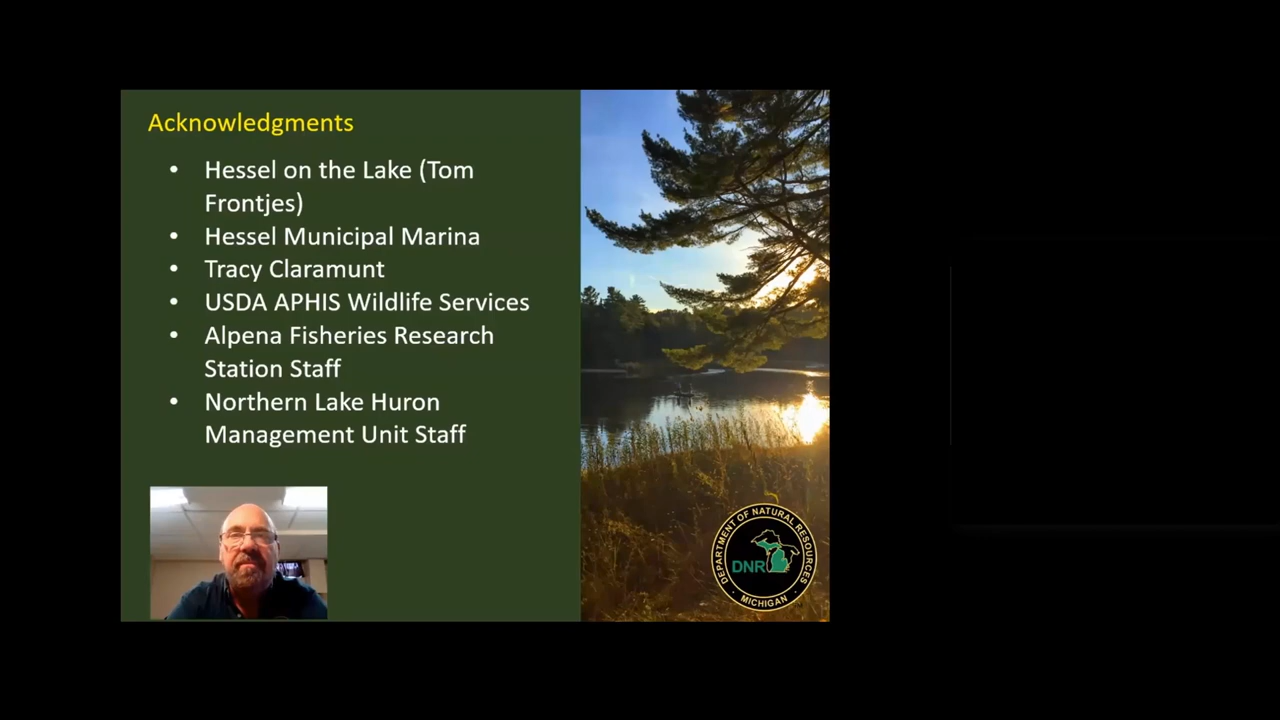 Acknowledgments
• Hessel on the Lake (Tom
Frontjes)
• Hessel Municipal Marina
• Tracy Claramunt
• USDA APHIS Wildlife Services
• Alpena Fisheries Research
Station Staff
• Northern Lake Huron
Management Unit Staff
DEPARTMENT OF NATURAL RESOURCES
DNR
MICHIGAN